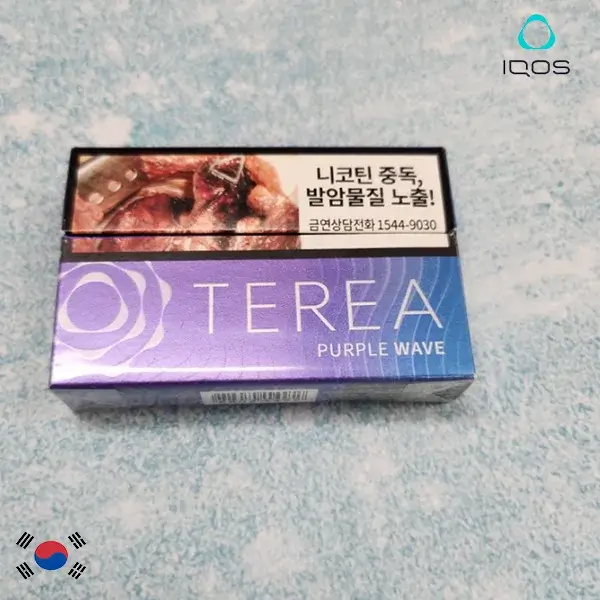 IQOS
니코틴 중독,
발암물질 노출!
금연상담전화 1544-9030
TEREA
PURPLE WAVE